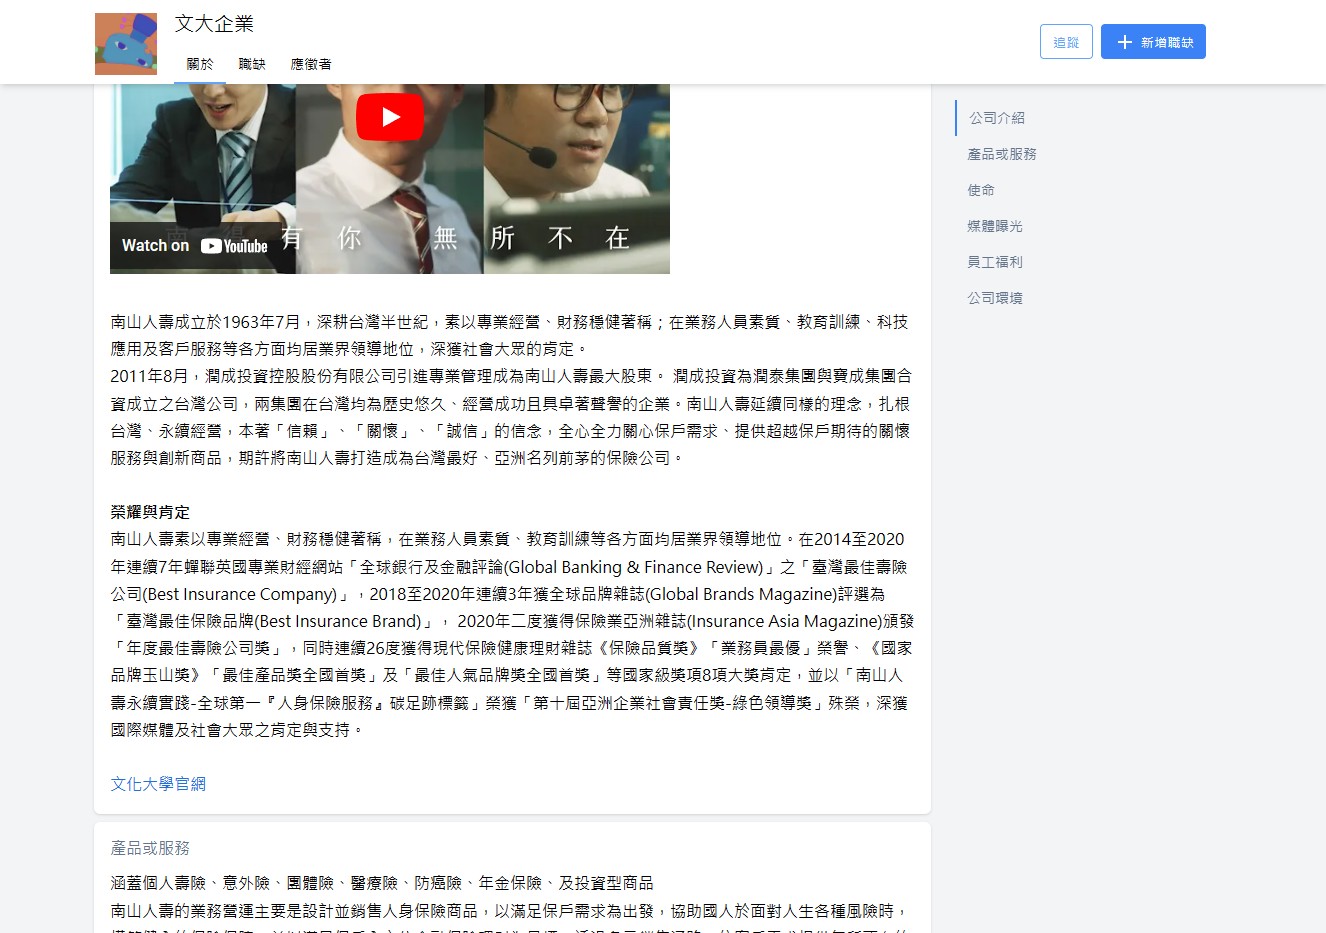 文大企業
關於 職缺 應徵者
追蹤 新增職缺
有 你 無 所 不 在
Watch on YouTube
南山人壽成立於1963年7月，深耕台灣半世紀，素以專業經營、財務穩健著稱；在業務人員素質、教育訓練、科技
應用及客戶服務等各方面均居業界領導地位，深獲社會大眾的肯定。
2011年8月，潤成投資控股股份有限公司引進專業管理成為南山人壽最大股東。 潤成投資為潤泰集團與寶成集團合
資成立之台灣公司，兩集團在台灣均為歷史悠久、經營成功且具卓著聲譽的企業。南山人壽延續同樣的理念，扎根
台灣、永續經營，本著「信賴」、「關懷」、「誠信」的信念，全心全力關心保戶需求、提供超越保戶期待的關懷
服務與創新商品，期許將南山人壽打造成為台灣最好、亞洲名列前茅的保險公司。
榮耀與肯定
南山人壽素以專業經營、財務穩健著稱，在業務人員素質、教育訓練等各方面均居業界領導地位。在2014至2020
年連續7年蟬聯英國專業財經網站「全球銀行及金融評論(Global Banking & Finance Review)」之「臺灣最佳壽險
公司(Best Insurance Company)」，2018至2020年連續3年獲全球品牌雜誌(Global Brands Magazine)評選為
「臺灣最佳保險品牌(Best Insurance Brand)」， 2020年二度獲得保險業亞洲雜誌(Insurance Asia Magazine)頒發
「年度最佳壽險公司獎」，同時連續26度獲得現代保險健康理財雜誌《保險品質獎》「業務員最優」榮譽、《國家
品牌玉山獎》「最佳產品獎全國首獎」及「最佳人氣品牌獎全國首獎」等國家級獎項8項大獎肯定，並以「南山人
壽永續實踐-全球第一『人身保險服務』碳足跡標籤」榮獲「第十屆亞洲企業社會責任獎-綠色領導獎」殊榮，深獲
國際媒體及社會大眾之肯定與支持。
文化大學官網
產品或服務
涵蓋個人壽險、意外險、團體險、醫療險、防癌險、年金保險、及投資型商品
南山人壽的業務營運主要是設計並銷售人身保險商品，以滿足保戶需求為出發，協助國人於面對人生各種風險時，
公司介紹
產品或服務
使命
媒體曝光
員工福利
公司環境